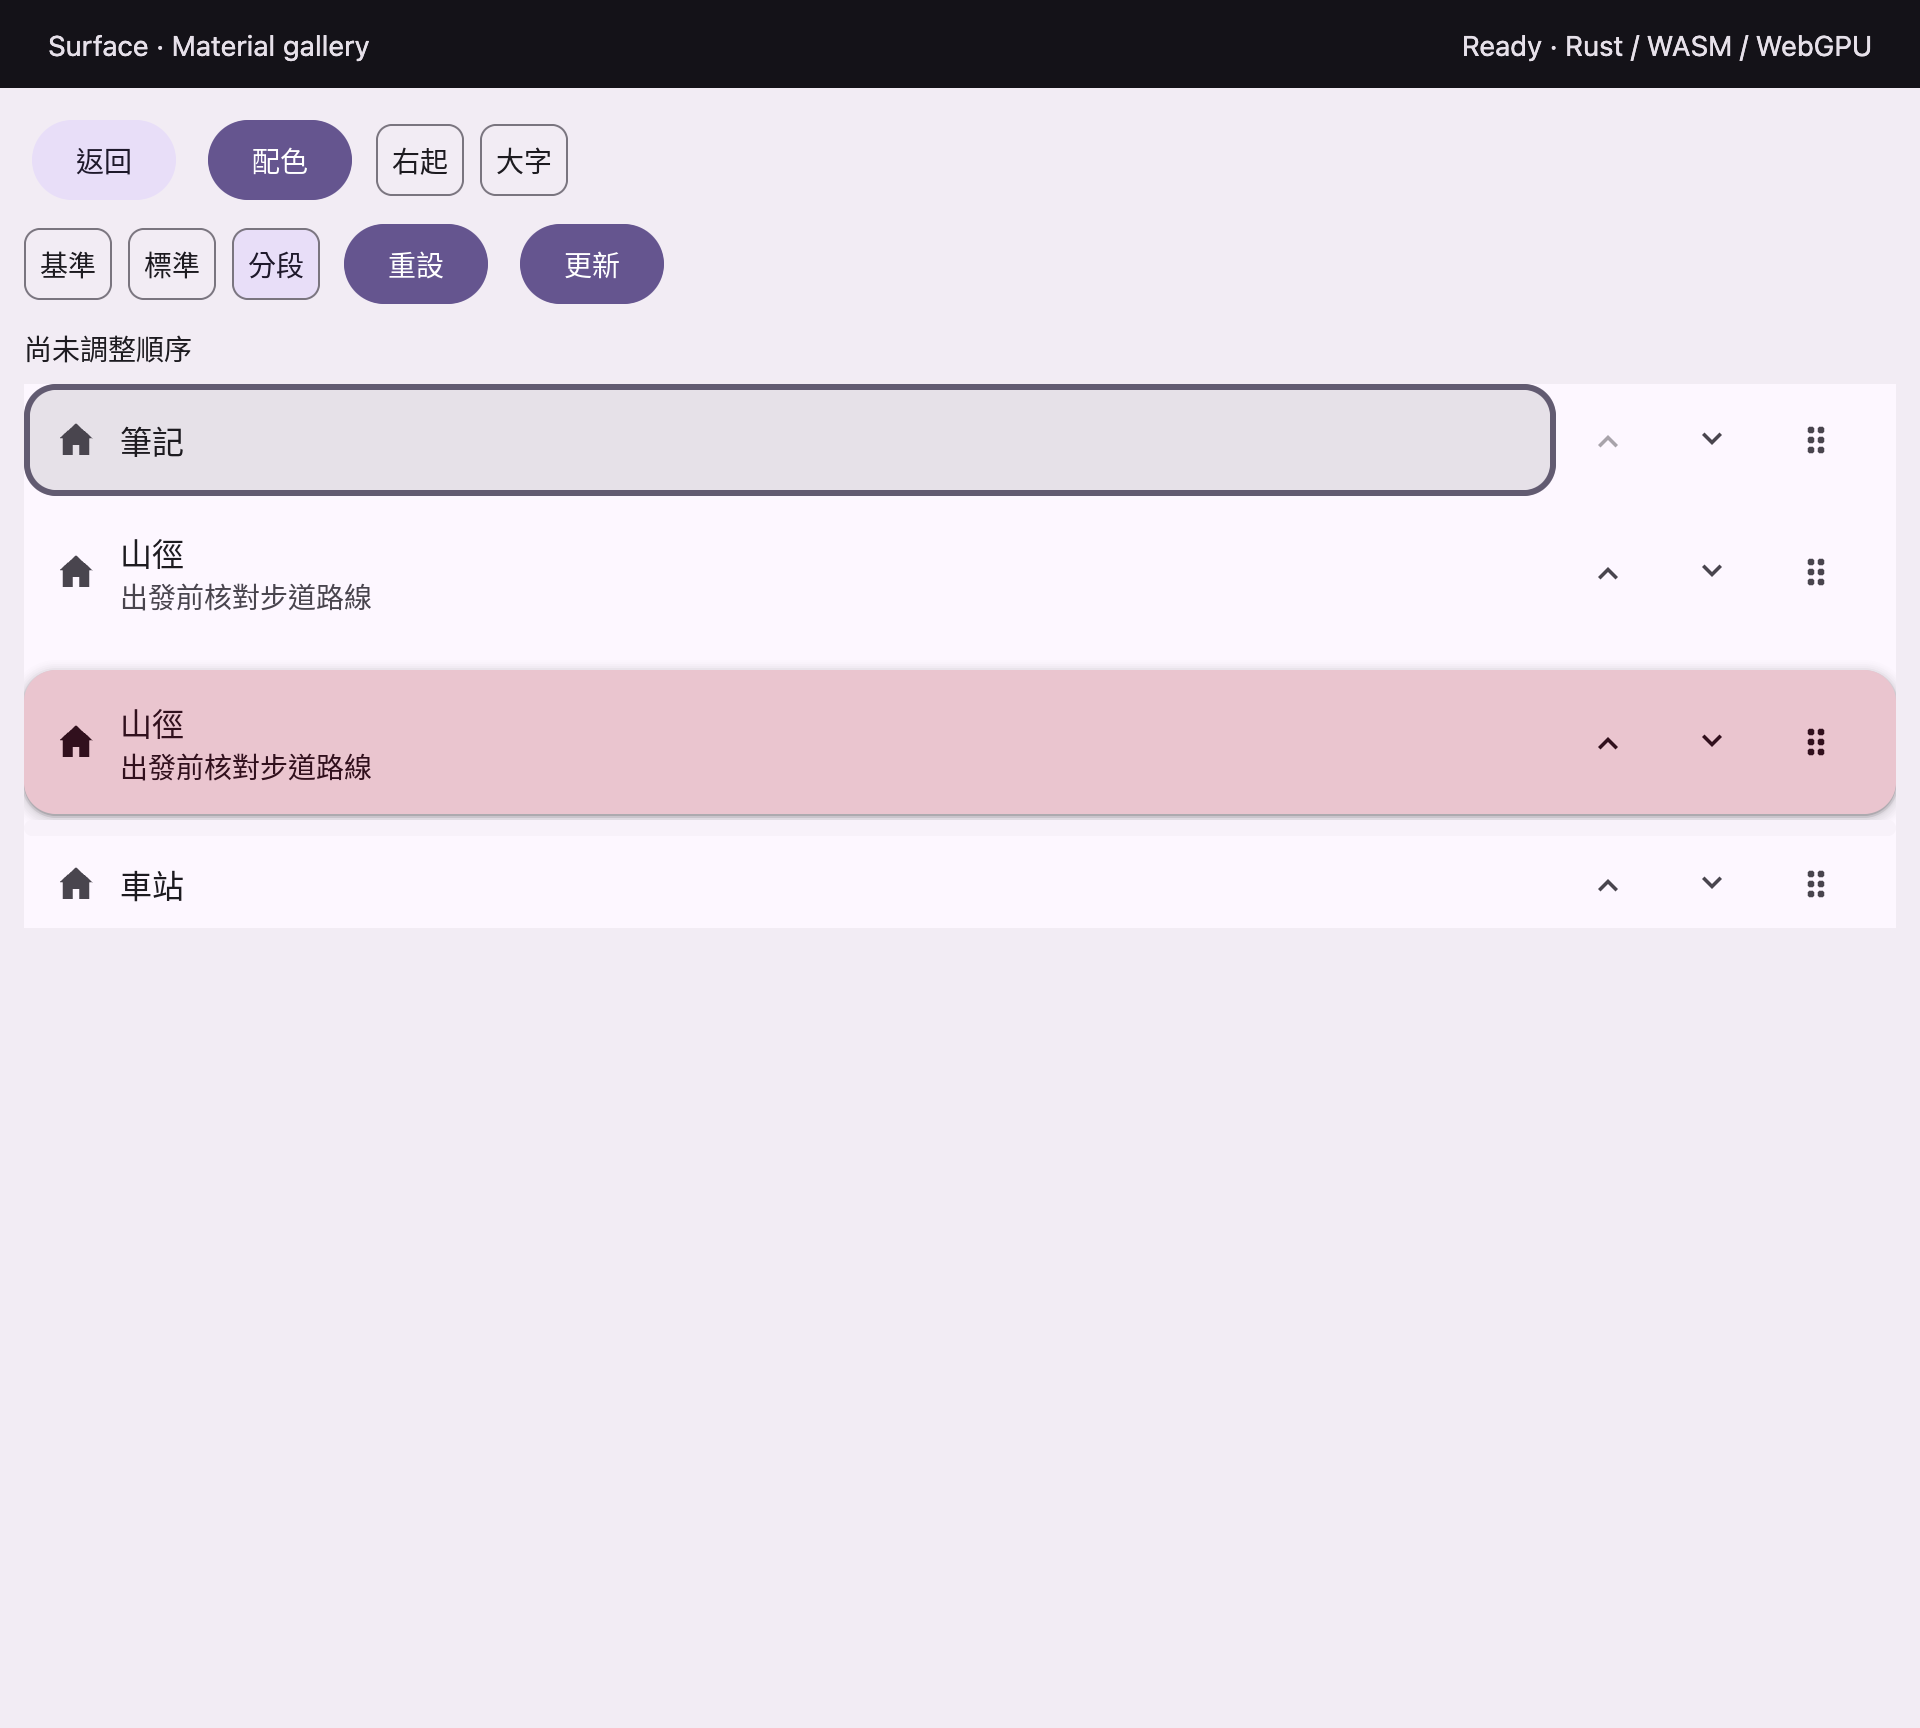 Surface · Material gallery
Ready · Rust / WASM / WebGPU
返回 配色 右起 大字
基準 標準 分段 重設 更新
尚未調整順序
筆記
山徑
出發前核對步道路線
山徑
出發前核對步道路線
車站